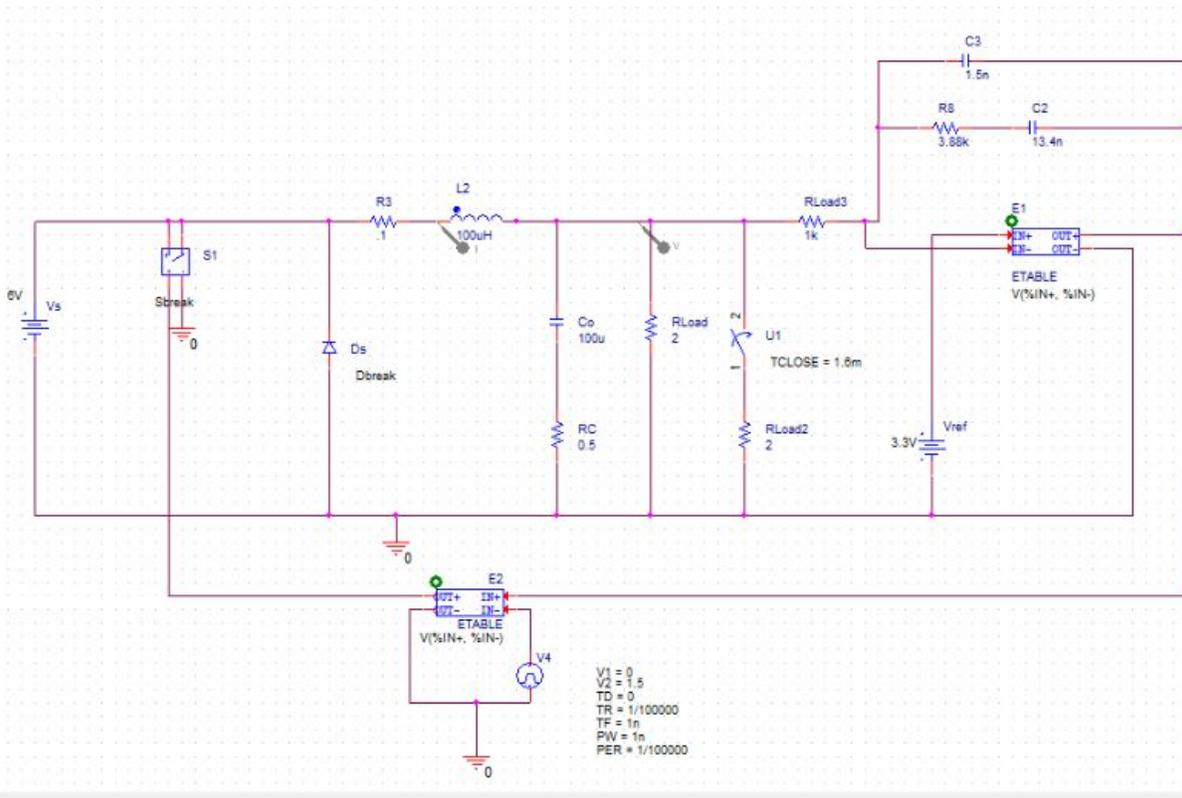 C3
1.5n
R8
3.88k
C2
13.4n
L2
R3
.1
100uH
I
V
RLoad3
1k
E1
IN+ OUT+
IN- OUT-
ETABLE
V(%IN+, %IN-)
S1
Sbreak
0
6V
Vs
Ds
Dbreak
Co
100u
RLoad
2
2
U1
1
TCLOSE = 1.6m
RC
0.5
RLoad2
2
Vref
3.3V
0
E2
OUT+ IN+
OUT- IN-
ETABLE
V(%IN+, %IN-)
V4
V1 = 0
V2 = 1.5
TD = 0
TR = 1/100000
TF = 1n
PW = 1n
PER = 1/100000
0